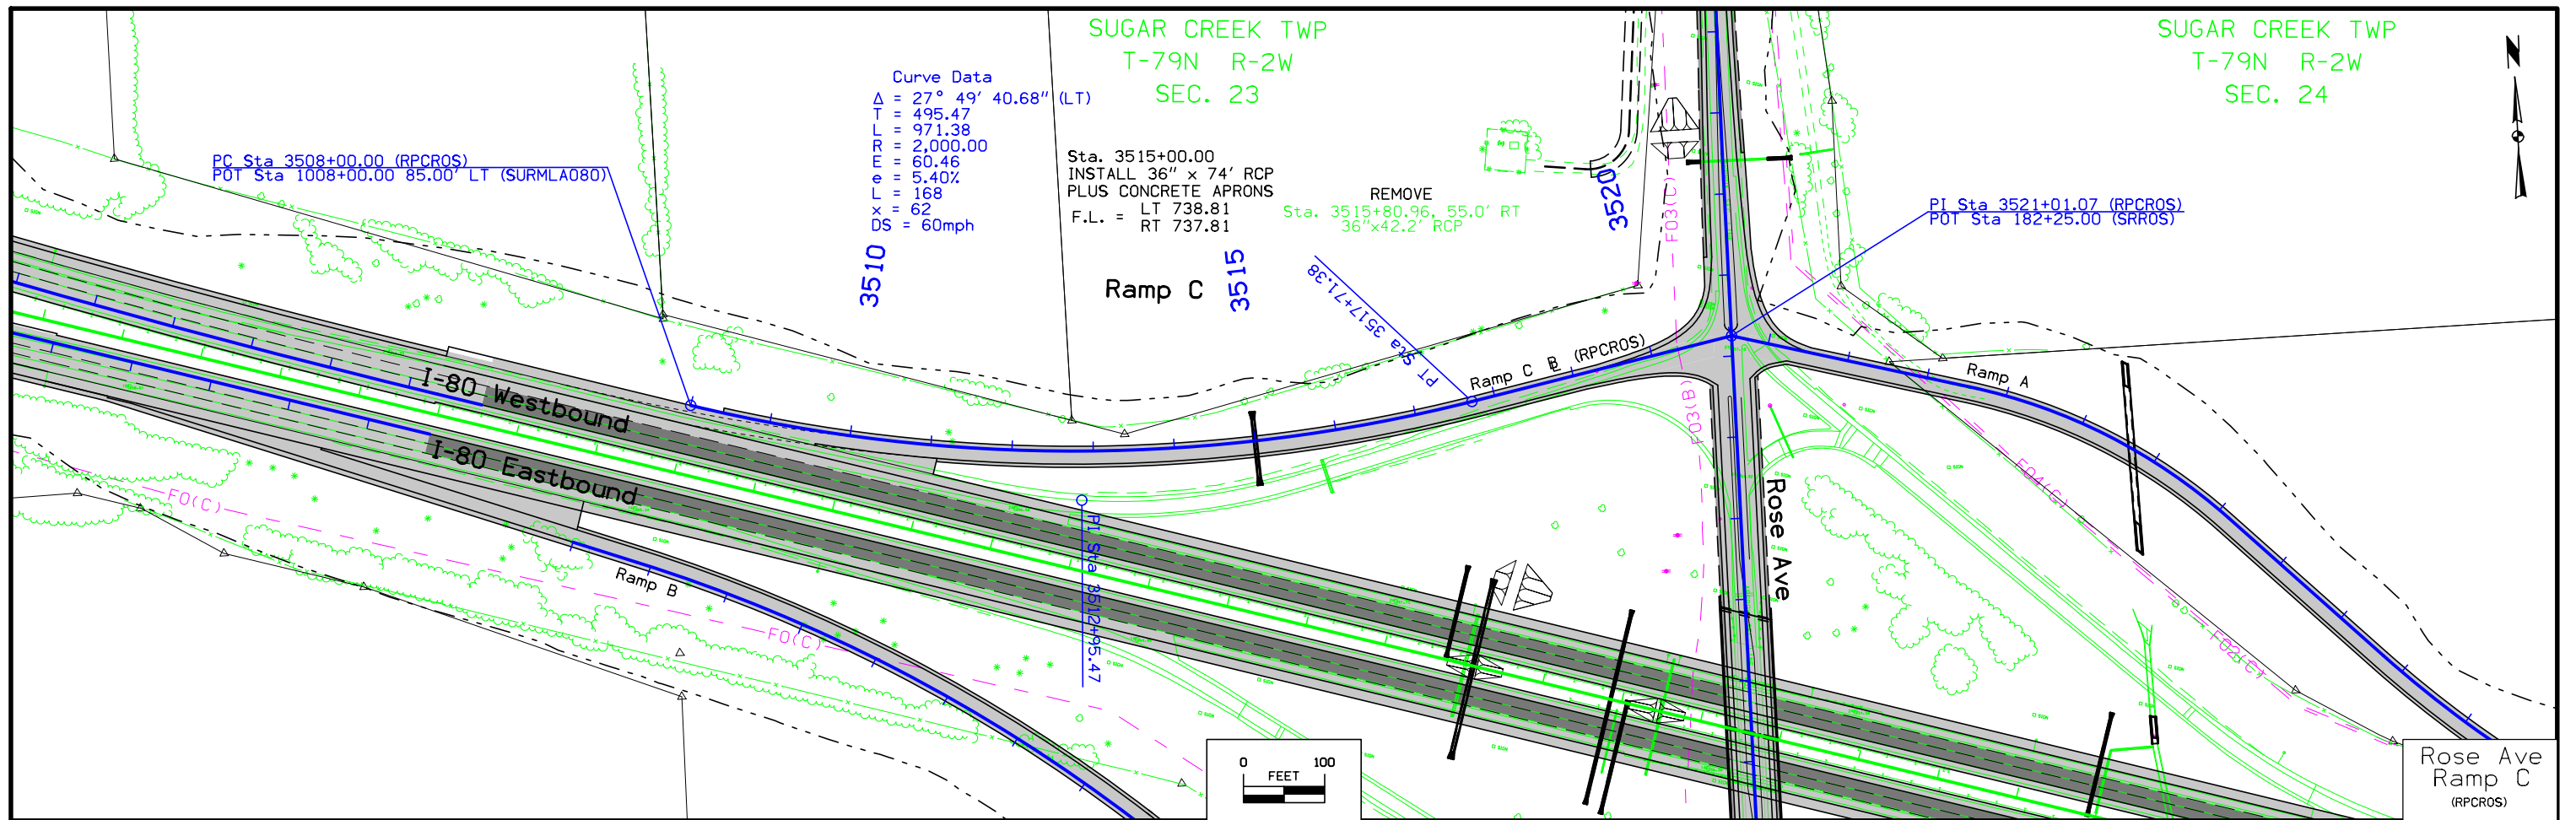 SUGAR CREEK TWP
T-79N R-2W
SEC. 23
SUGAR CREEK TWP
T-79N R-2W
SEC. 24
N
Curve Data
Δ = 27° 49' 40.68" (LT)
T = 495.47
L = 971.38
R = 2,000.00
E = 60.46
e = 5.40%
L = 168
x = 62
DS = 60mph
PC Sta 3508+00.00 (RPCROS)
POT Sta 1008+00.00 85.00' LT (SURMLA080)
Sta. 3515+00.00
INSTALL 36" x 74' RCP
PLUS CONCRETE APRONS
F.L. = LT 738.81
RT 737.81
REMOVE
Sta. 3515+80.96, 55.0' RT
36"x42.2' RCP
3510
3515
3520
Ramp C
PT Sta 3517+71.38
PI Sta 3521+01.07 (RPCROS)
POT Sta 182+25.00 (SRROS)
F03(C)
Ramp C ℄ (RPCROS)
Ramp A
I-80 Westbound
I-80 Eastbound
F03(B)
F04(C)
F0(C)
PI Sta 3512+95.47
Rose Ave
Ramp B
F0(C)
F02(C)
0 100
FEET
Rose Ave
Ramp C
(RPCROS)